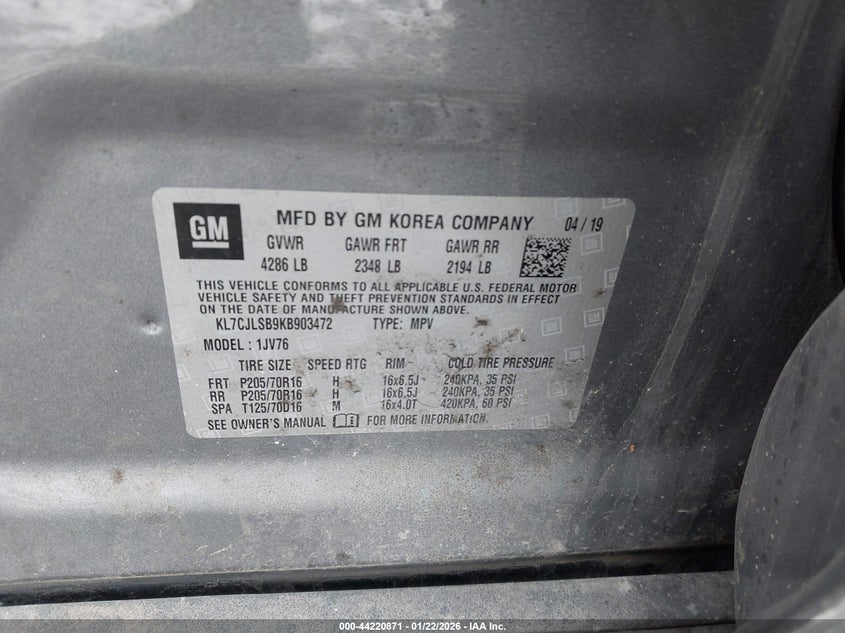 GM MFD BY GM KOREA COMPANY 04 / 19
GVWR GAWR FRT GAWR RR
4286 LB 2348 LB 2194 LB
THIS VEHICLE CONFORMS TO ALL APPLICABLE U.S. FEDERAL MOTOR
VEHICLE SAFETY AND THEFT PREVENTION STANDARDS IN EFFECT
ON THE DATE OF MANUFACTURE SHOWN ABOVE.
KL7CJLSB9KB903472 TYPE: MPV
MODEL : 1JV76
TIRE SIZE SPEED RTG RIM COLD TIRE PRESSURE
FRT P205/70R16 H 16x6.5J 240KPA, 35 PSI
RR P205/70R16 H 16x6.5J 240KPA, 35 PSI
SPA T125/70D16 M 16x4.0T 420KPA, 60 PSI
SEE OWNER'S MANUAL FOR MORE INFORMATION.
000-44220871 | 01/22/2026 - IAA Inc.